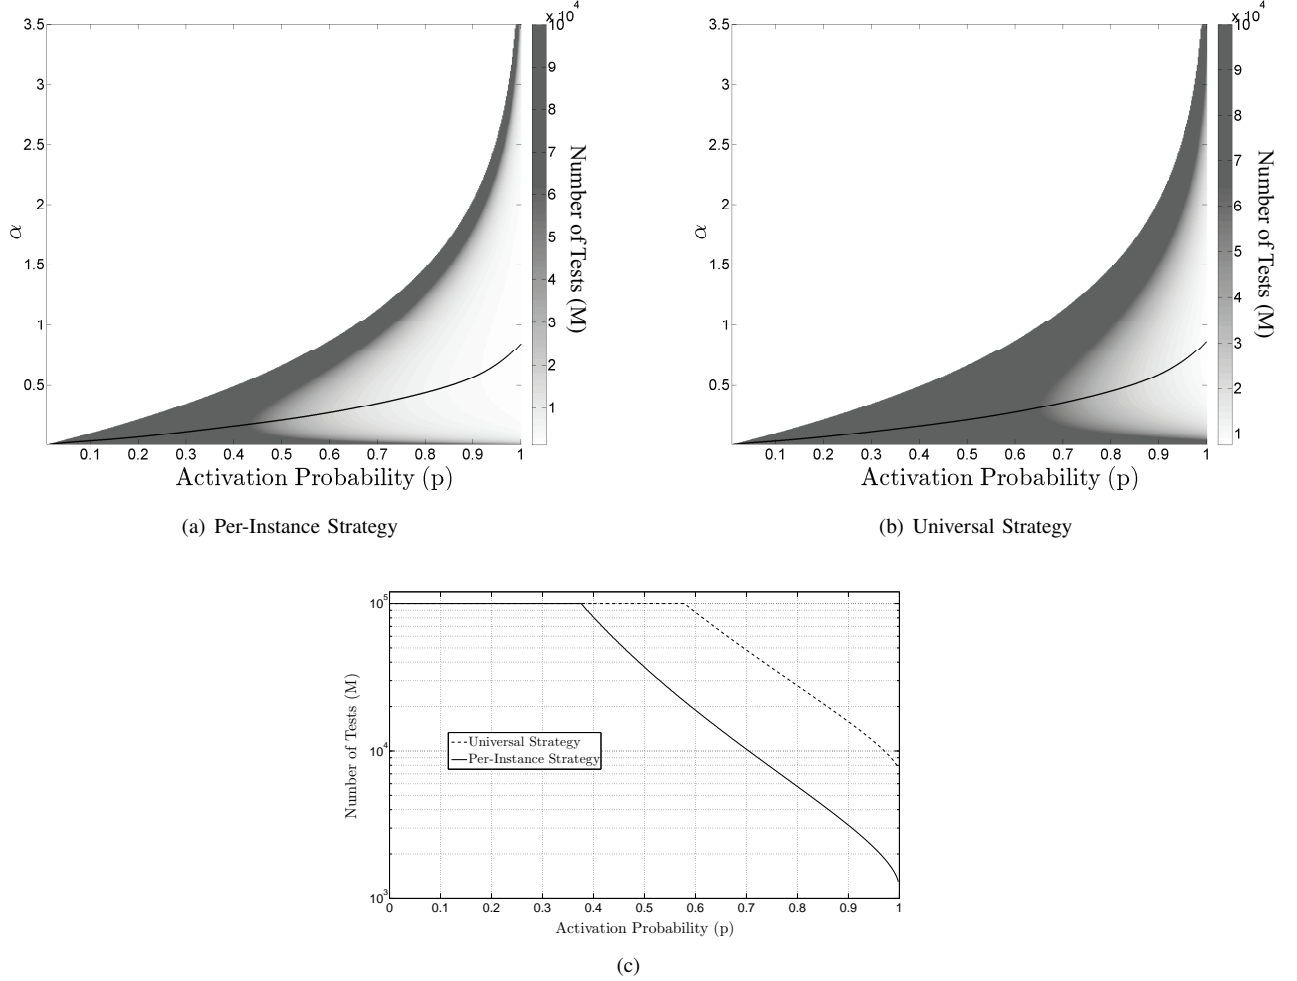 x 10 4
3.5
3
2.5
2
1.5
1
0.5
α
0.1 0.2 0.3 0.4 0.5 0.6 0.7 0.8 0.9 1
Activation Probability (p)
10
9
8
7
6
5
4
3
2
1
Number of Tests (M)
(a) Per-Instance Strategy
x 10 4
3.5
3
2.5
2
1.5
1
0.5
α
0.1 0.2 0.3 0.4 0.5 0.6 0.7 0.8 0.9 1
Activation Probability (p)
10
9
8
7
6
5
4
3
2
1
Number of Tests (M)
(b) Universal Strategy
10^5
10^4
10^3
Number of Tests (M)
Universal Strategy
Per-Instance Strategy
0 0.1 0.2 0.3 0.4 0.5 0.6 0.7 0.8 0.9 1
Activation Probability (p)
(c)